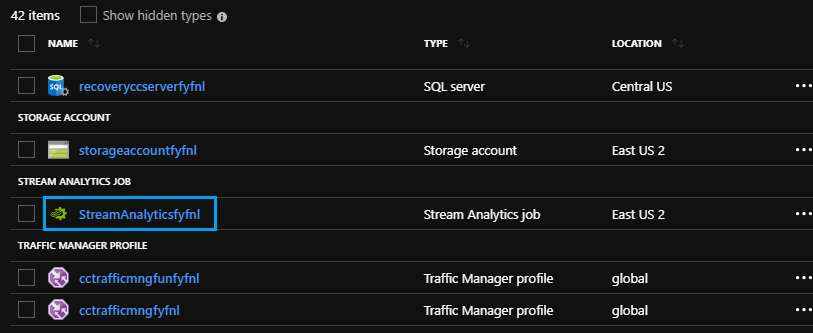 42 items Show hidden types
NAME TYPE LOCATION
SQL recoveryccserverfyfnl SQL server Central US
STORAGE ACCOUNT
storageaccountfyfnl Storage account East US 2
STREAM ANALYTICS JOB
StreamAnalyticsfyfnl Stream Analytics job East US 2
TRAFFIC MANAGER PROFILE
cctrafficmngfunfyfnl Traffic Manager profile global
cctrafficmngfyfnl Traffic Manager profile global